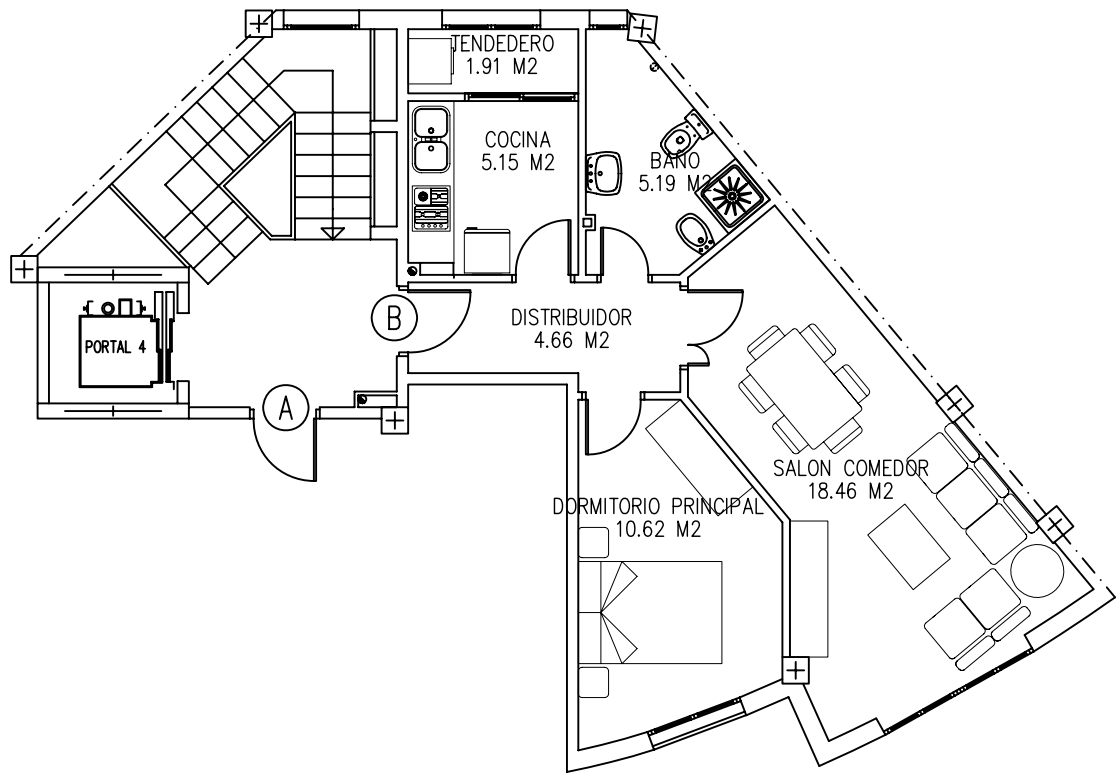 TENDEDERO
1.91 M2
COCINA
5.15 M2
BAÑO
5.19 M2
B
DISTRIBUIDOR
4.66 M2
PORTAL 4
A
SALON COMEDOR
18.46 M2
DORMITORIO PRINCIPAL
10.62 M2